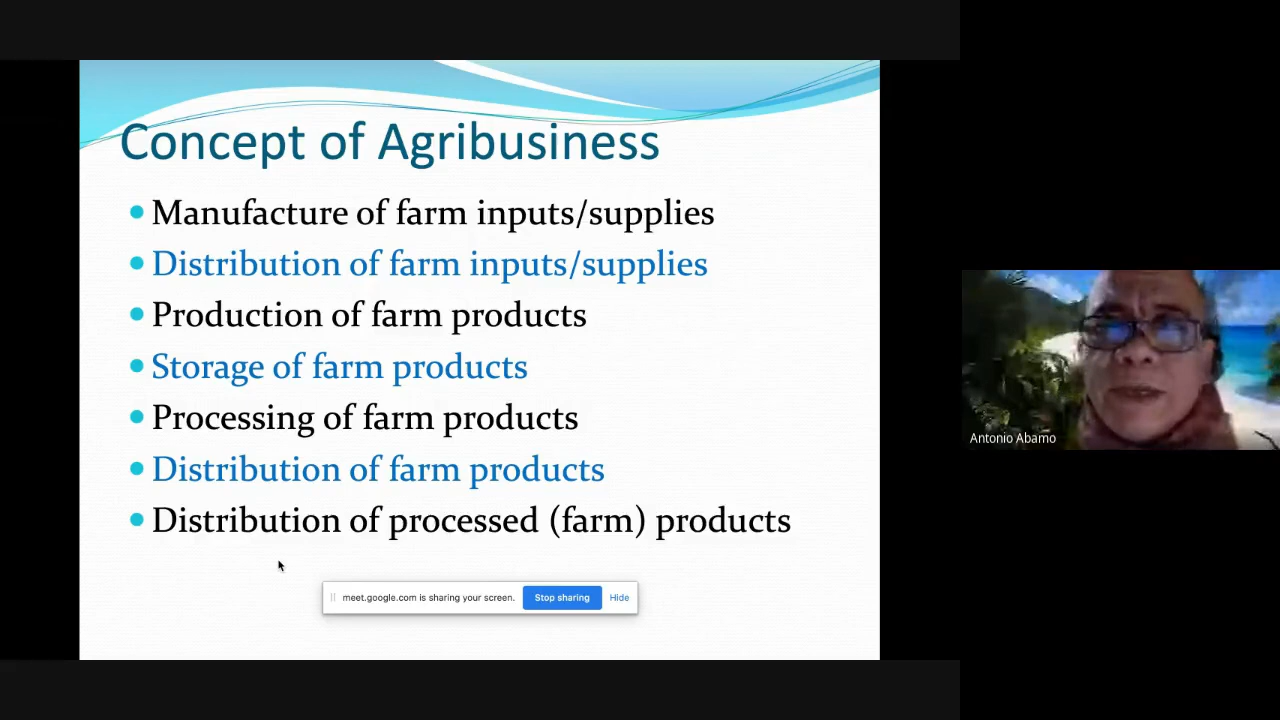 Concept of Agribusiness
Manufacture of farm inputs/supplies
Distribution of farm inputs/supplies
Production of farm products
Storage of farm products
Processing of farm products
Distribution of farm products
Distribution of processed (farm) products
meet.google.com is sharing your screen. Stop sharing Hide
Antonio Abamo